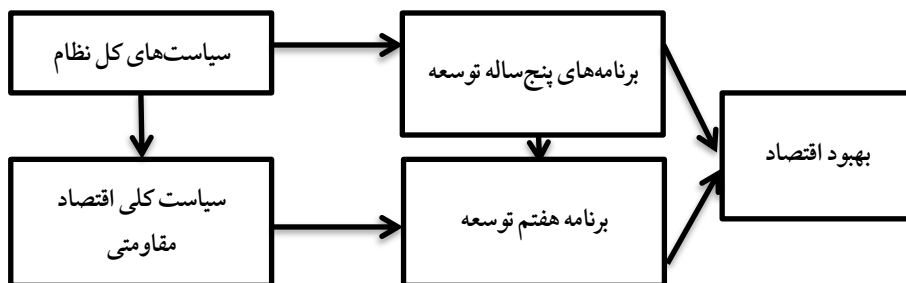 سیاست‌های کل نظام
برنامه‌های پنج‌ساله توسعه
بهبود اقتصاد
سیاست کلی اقتصاد
مقاومتی
برنامه هفتم توسعه